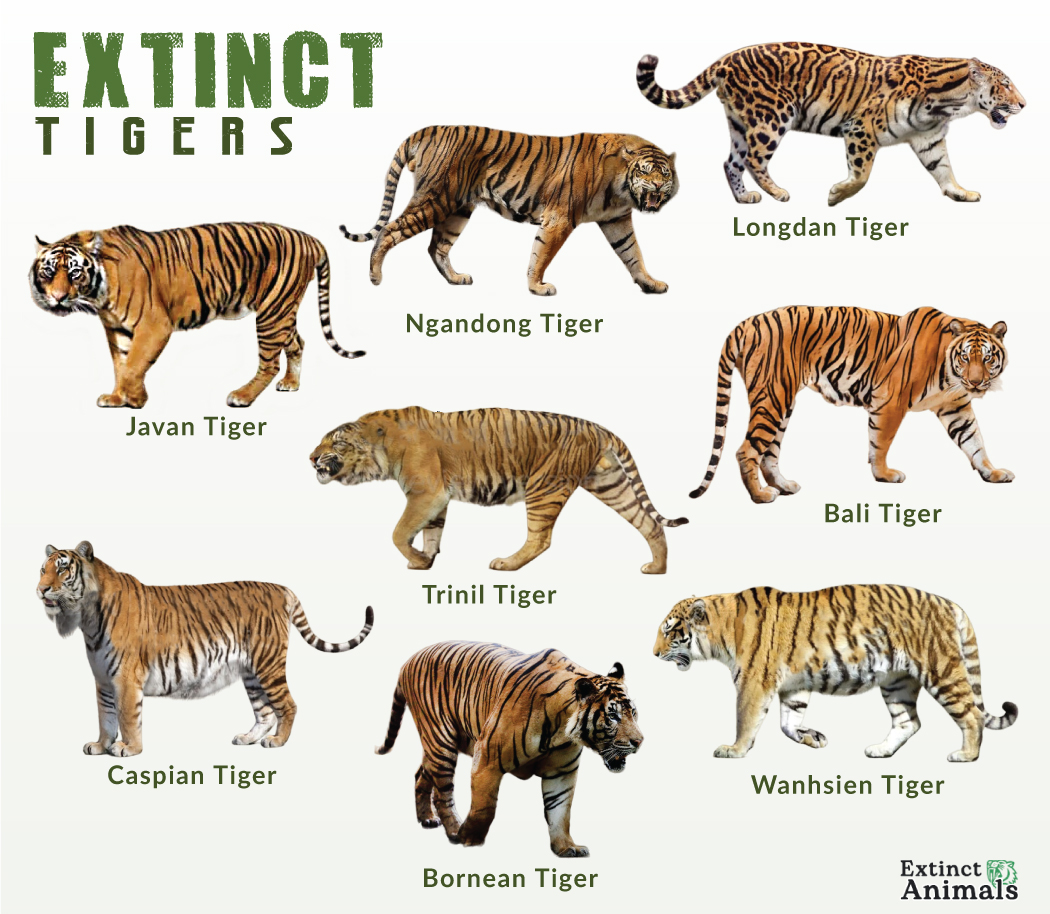 EXTINCT
TIGERS
Longdan Tiger
Ngandong Tiger
Javan Tiger
Bali Tiger
Trinil Tiger
Caspian Tiger
Wanhsien Tiger
Bornean Tiger
Extinct
Animals